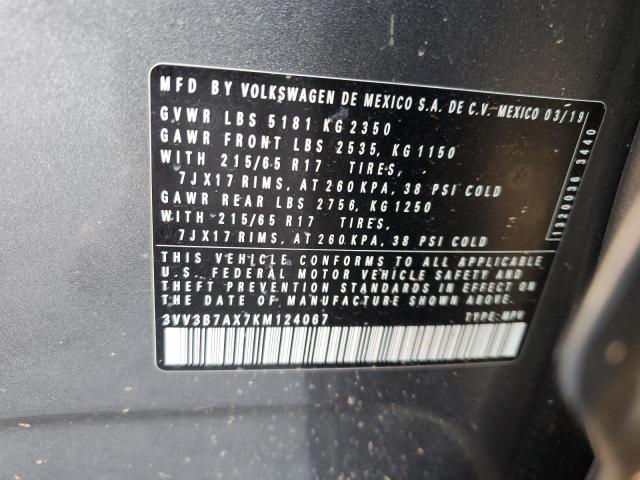 MFD BY VOLKSWAGEN DE MEXICO S.A. DE C.V. MEXICO 03/19
GVWR LBS 5181 KG 2350
GAWR FRONT LBS 2535, KG 1150
WITH 215/65 R17 TIRES,
7JX17 RIMS, AT 260 KPA, 38 PSI COLD
GAWR REAR LBS 2756, KG 1250
WITH 215/65 R17 TIRES,
7JX17 RIMS, AT 260 KPA, 38 PSI COLD
1320036 3440
THIS VEHICLE CONFORMS TO ALL APPLICABLE
U.S. FEDERAL MOTOR VEHICLE SAFETY AND
THEFT PREVENTION STANDARDS IN EFFECT ON
THE DATE OF MANUFACTURE SHOWN ABOVE.
3VV3B7AX7KM124067 TYPE: MPV